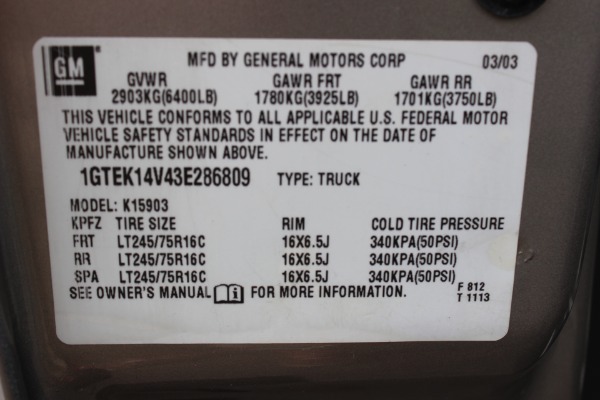 GM
MFD BY GENERAL MOTORS CORP 03/03
GVWR GAWR FRT GAWR RR
2903KG(6400LB) 1780KG(3925LB) 1701KG(3750LB)
THIS VEHICLE CONFORMS TO ALL APPLICABLE U.S. FEDERAL MOTOR
VEHICLE SAFETY STANDARDS IN EFFECT ON THE DATE OF
MANUFACTURE SHOWN ABOVE.
1GTEK14V43E286809 TYPE: TRUCK
MODEL: K15903
KPFZ TIRE SIZE RIM COLD TIRE PRESSURE
FRT LT245/75R16C 16X6.5J 340KPA(50PSI)
RR LT245/75R16C 16X6.5J 340KPA(50PSI)
SPA LT245/75R16C 16X6.5J 340KPA(50PSI)
SEE OWNER'S MANUAL FOR MORE INFORMATION.
F 812
T 1113